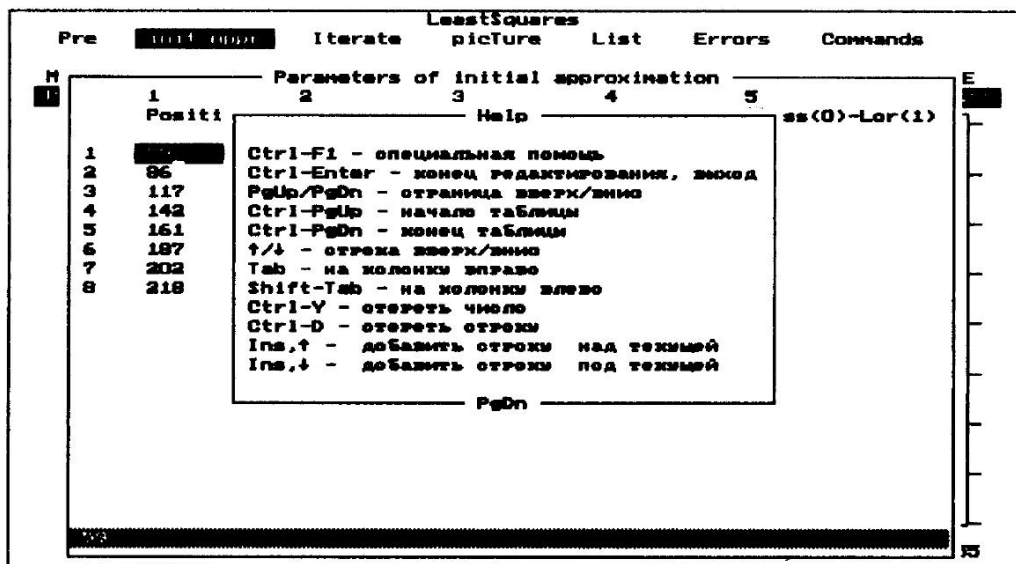 LeastSquares
Pre init appr Iterate picTure List Errors Commands
M Parameters of initial approximation E
1 2 3 4 5
Positi Help ss(0)-Lor(1)
1 Ctrl-F1 - специальная помощь
2 86 Ctrl-Enter - конец редактирования, выход
3 117 PgUp/PgDn - страница вверх/вниз
4 142 Ctrl-PgUp - начало таблицы
5 161 Ctrl-PgDn - конец таблицы
6 187 ↑/↓ - строка вверх/вниз
7 202 Tab - на колонку вправо
8 218 Shift-Tab - на колонку влево
Ctrl-Y - стереть число
Ctrl-D - стереть строку
Ins,↑ - добавить строку над текущей
Ins,↓ - добавить строку под текущей
PgDn